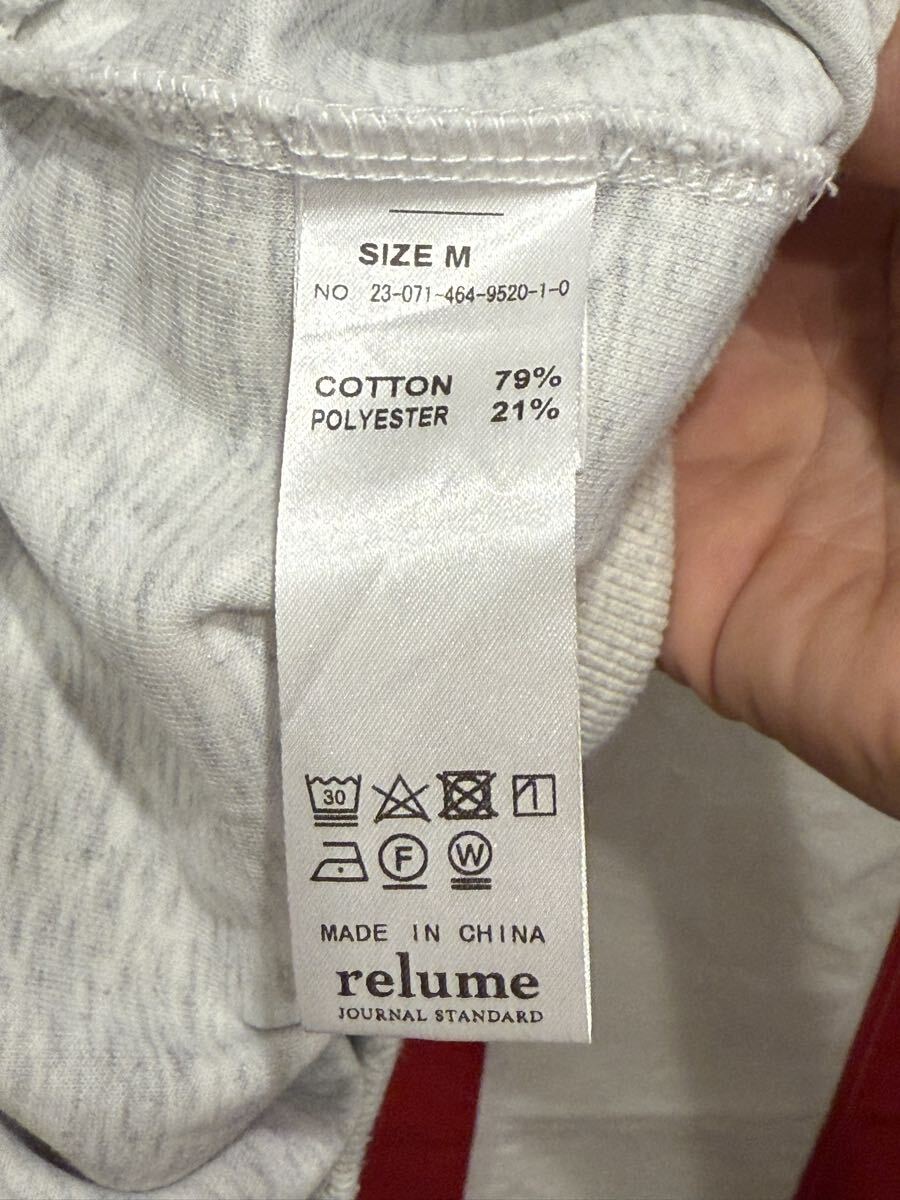 SIZE M
NO 23-071-464-9520-1-0
COTTON 79%
POLYESTER 21%
30
F W
MADE IN CHINA
relume
JOURNAL STANDARD